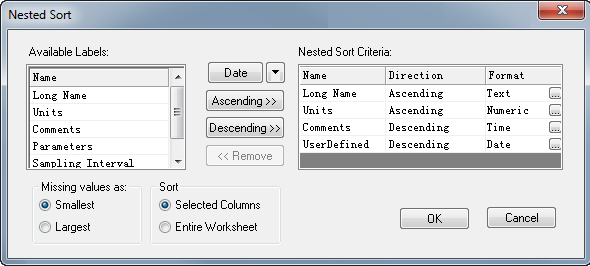 Nested Sort
Available Labels:
Name
Long Name
Units
Comments
Parameters
Sampling Interval
Date
Ascending >>
Descending >>
<< Remove
Nested Sort Criteria:
Name Direction Format
Long Name Ascending Text ...
Units Ascending Numeric ...
Comments Descending Time ...
UserDefined Descending Date ...
Missing values as:
Smallest
Largest
Sort
Selected Columns
Entire Worksheet
OK
Cancel